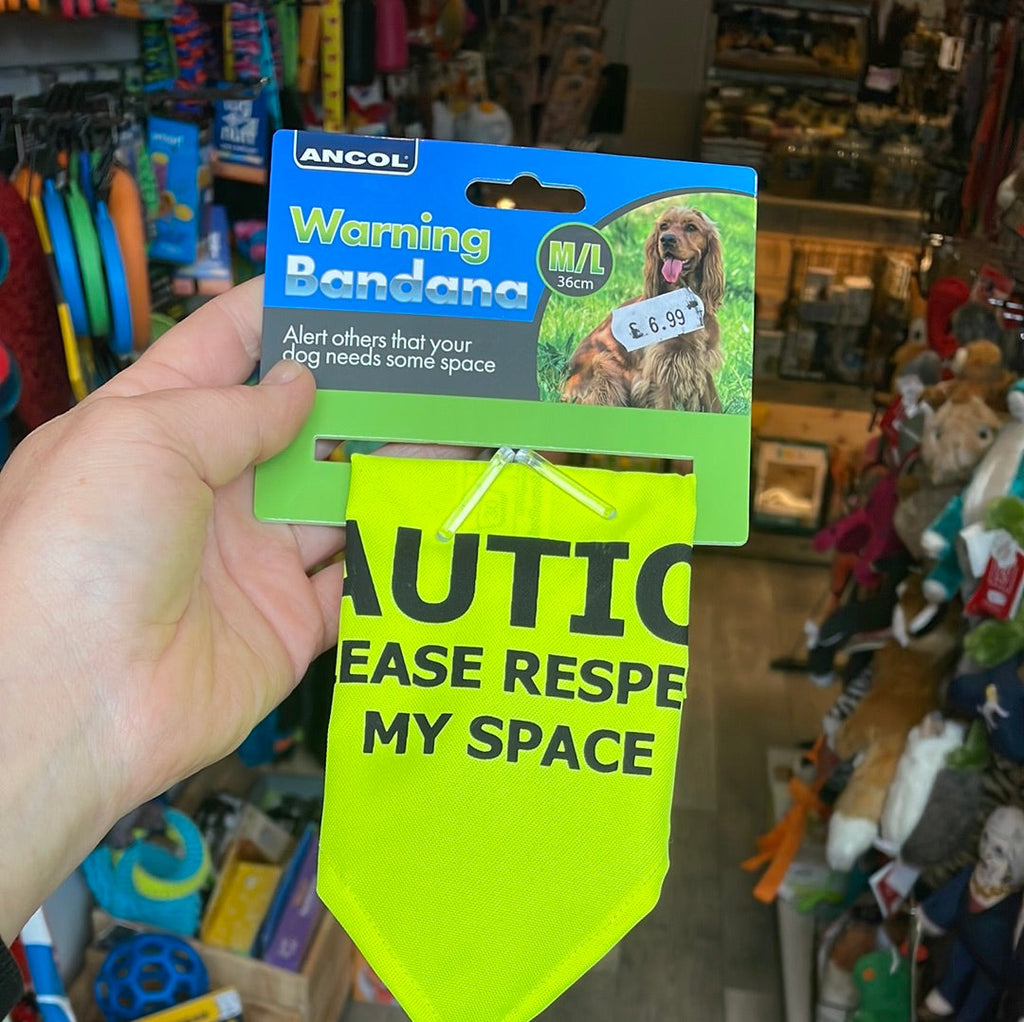 ANCOL
Warning
Bandana
M/L
36cm
Alert others that your
dog needs some space
£ 6.99
AUTIO
EASE RESPE
MY SPACE